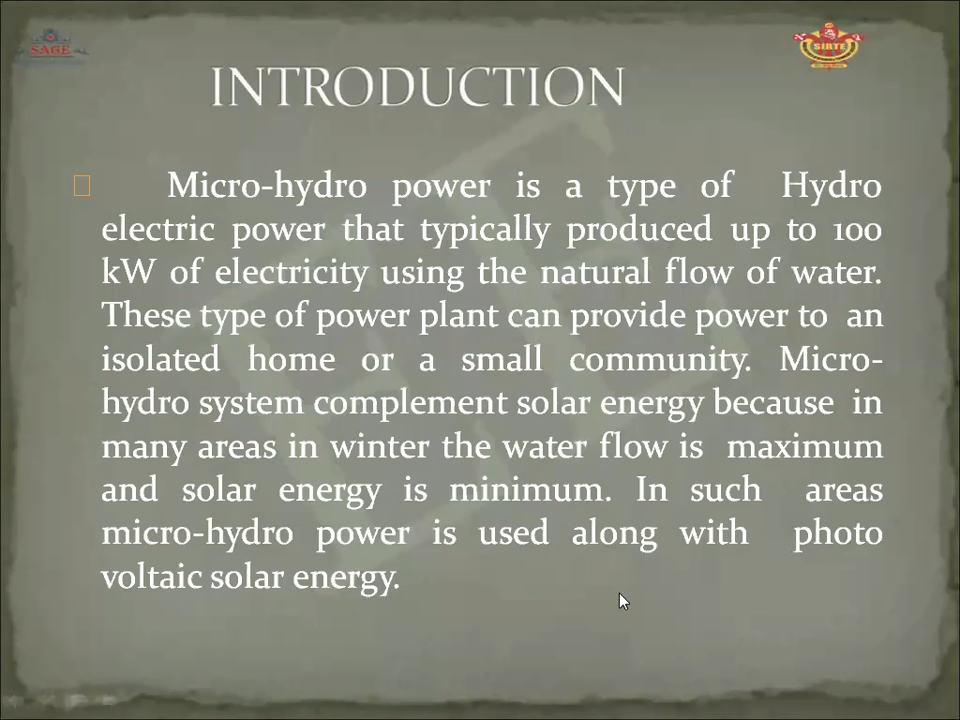 SAGE
SIRTE
INTRODUCTION
Micro-hydro power is a type of Hydro
electric power that typically produced up to 100
kW of electricity using the natural flow of water.
These type of power plant can provide power to an
isolated home or a small community. Micro-
hydro system complement solar energy because in
many areas in winter the water flow is maximum
and solar energy is minimum. In such areas
micro-hydro power is used along with photo
voltaic solar energy.